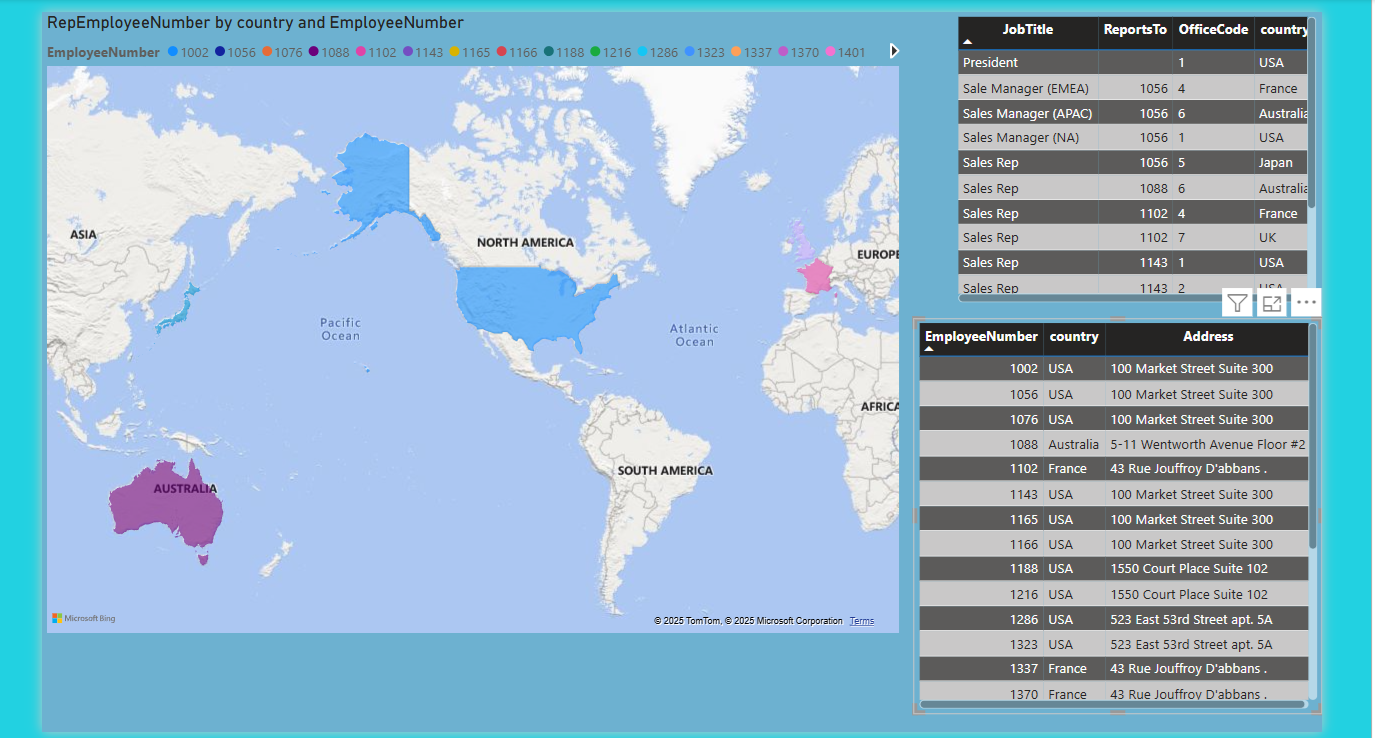 RepEmployeeNumber by country and EmployeeNumber
EmployeeNumber 1002 1056 1076 1088 1102 1143 1165 1166 1188 1216 1286 1323 1337 1370 1401
ASIA
NORTH AMERICA
EUROPE
Pacific
Ocean
Atlantic
Ocean
AFRICA
SOUTH AMERICA
AUSTRALIA
Microsoft Bing
© 2025 TomTom, © 2025 Microsoft Corporation Terms
JobTitle ReportsTo OfficeCode country
President 1 USA
Sale Manager (EMEA) 1056 4 France
Sales Manager (APAC) 1056 6 Australia
Sales Manager (NA) 1056 1 USA
Sales Rep 1056 5 Japan
Sales Rep 1088 6 Australia
Sales Rep 1102 4 France
Sales Rep 1102 7 UK
Sales Rep 1143 1 USA
Sales Rep 1143 2 USA
EmployeeNumber country Address
1002 USA 100 Market Street Suite 300
1056 USA 100 Market Street Suite 300
1076 USA 100 Market Street Suite 300
1088 Australia 5-11 Wentworth Avenue Floor #2
1102 France 43 Rue Jouffroy D'abbans .
1143 USA 100 Market Street Suite 300
1165 USA 100 Market Street Suite 300
1166 USA 100 Market Street Suite 300
1188 USA 1550 Court Place Suite 102
1216 USA 1550 Court Place Suite 102
1286 USA 523 East 53rd Street apt. 5A
1323 USA 523 East 53rd Street apt. 5A
1337 France 43 Rue Jouffroy D'abbans .
1370 France 43 Rue Jouffroy D'abbans .